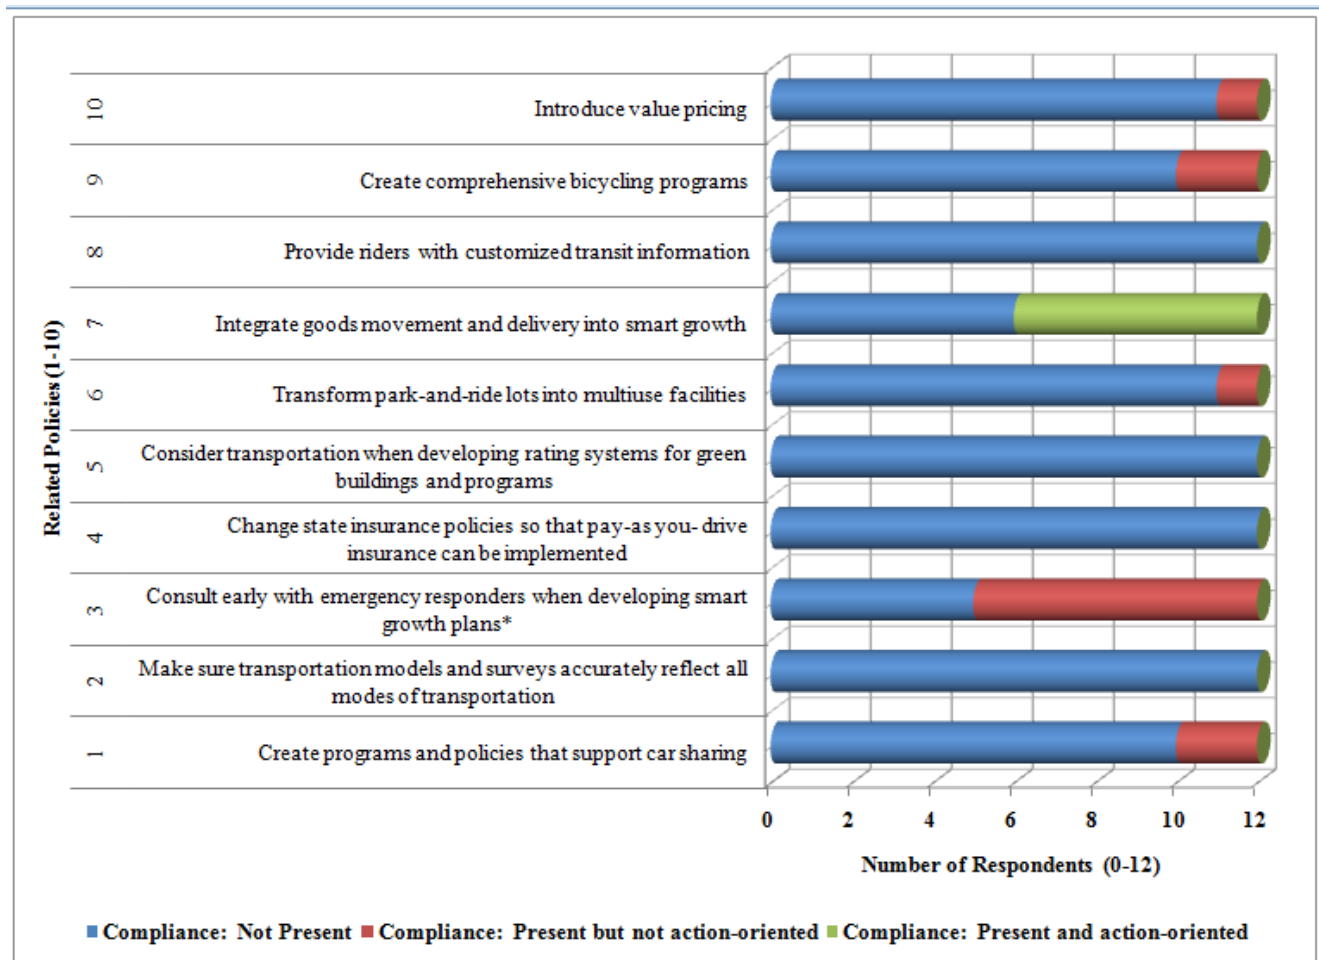 10
Introduce value pricing
9
Create comprehensive bicycling programs
8
Provide riders with customized transit information
7
Integrate goods movement and delivery into smart growth
6
Transform park-and-ride lots into multiuse facilities
5
Consider transportation when developing rating systems for green
buildings and programs
4
Change state insurance policies so that pay-as you- drive
insurance can be implemented
3
Consult early with emergency responders when developing smart
growth plans*
2
Make sure transportation models and surveys accurately reflect all
modes of transportation
1
Create programs and policies that support car sharing
Related Policies (1-10)
0 2 4 6 8 10 12
Number of Respondents (0-12)
Compliance: Not Present Compliance: Present but not action-oriented Compliance: Present and action-oriented